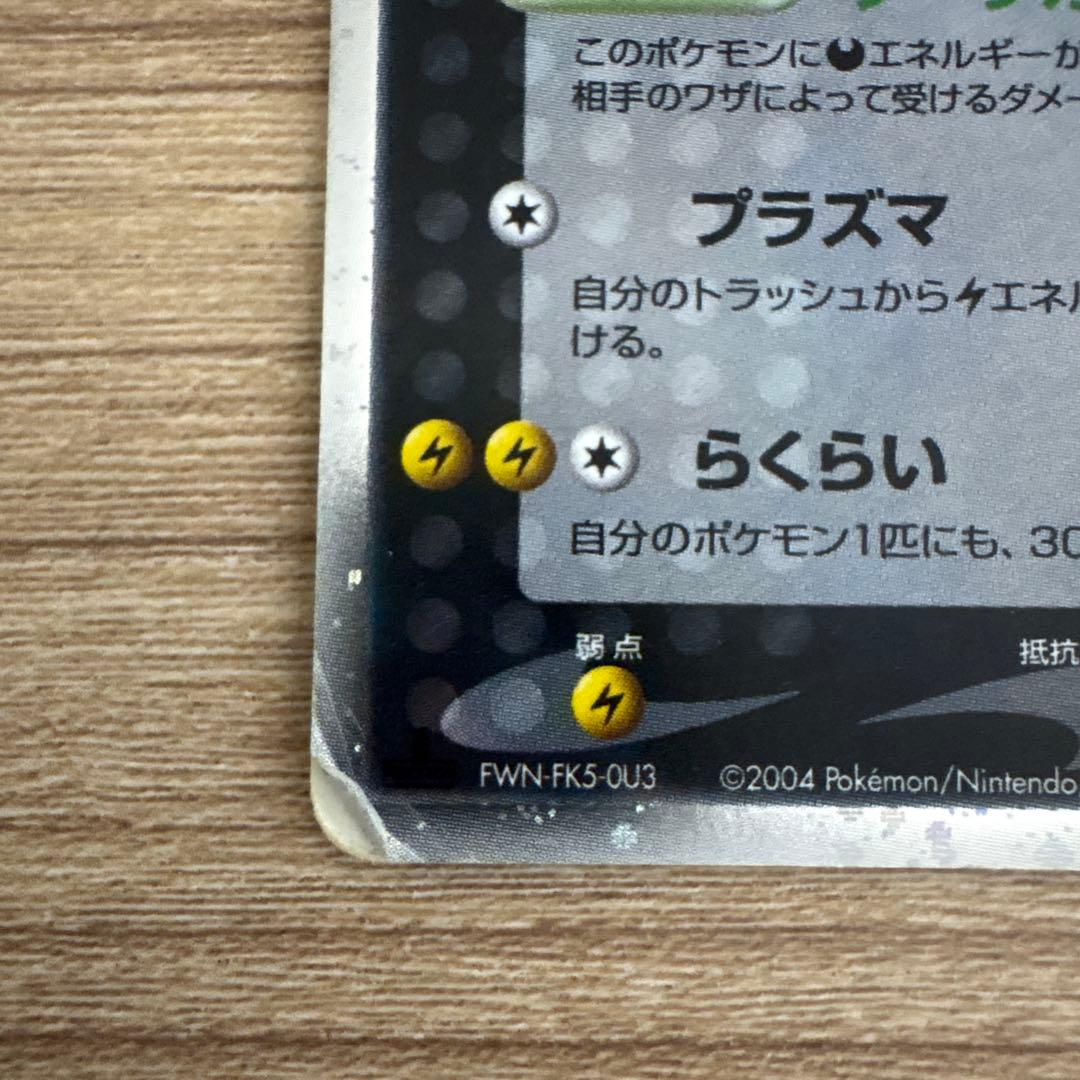 このポケモンにエネルギーが
相手のワザによって受けるダメー
プラズマ
自分のトラッシュからエネル
ける。
らくらい
自分のポケモン1匹にも、30
弱点
抵抗
FWN-FK5-0U3
©2004 Pokémon/Nintendo